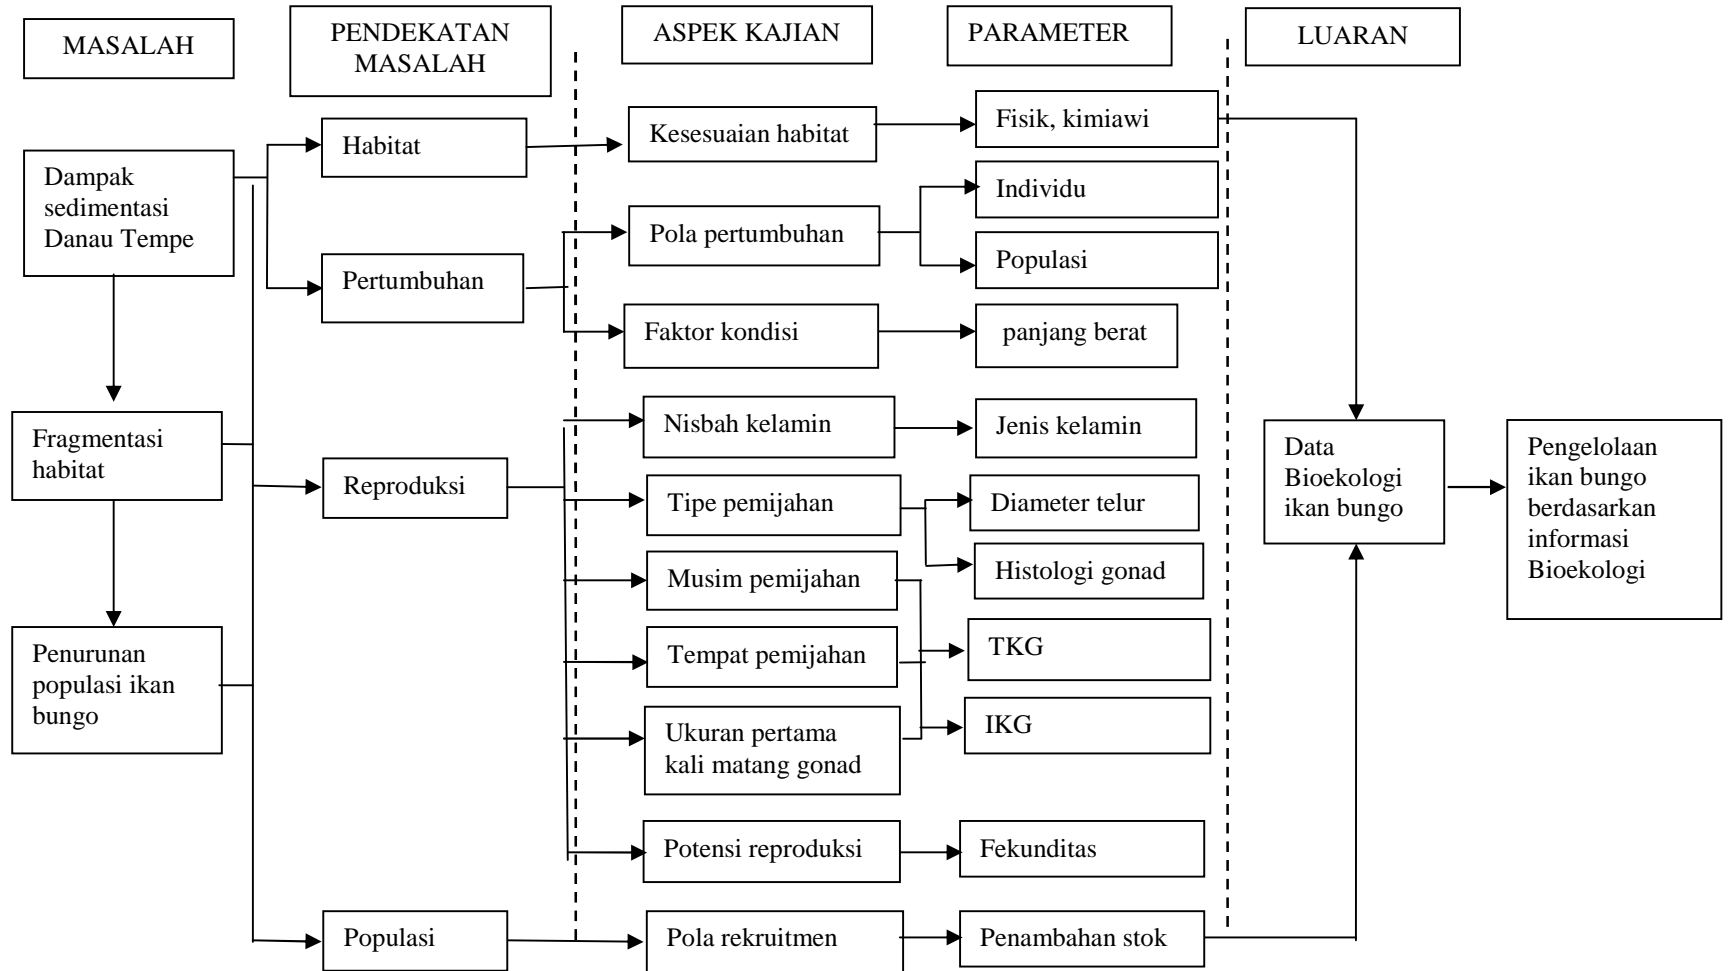 MASALAH
PENDEKATAN
MASALAH
ASPEK KAJIAN
PARAMETER
LUARAN
Dampak
sedimentasi
Danau Tempe
Fragmentasi
habitat
Penurunan
populasi ikan
bungo
Habitat
Pertumbuhan
Reproduksi
Populasi
Kesesuaian habitat
Pola pertumbuhan
Faktor kondisi
Nisbah kelamin
Tipe pemijahan
Musim pemijahan
Tempat pemijahan
Ukuran pertama
kali matang gonad
Potensi reproduksi
Pola rekruitmen
Fisik, kimiawi
Individu
Populasi
panjang berat
Jenis kelamin
Diameter telur
Histologi gonad
TKG
IKG
Fekunditas
Penambahan stok
Data
Bioekologi
ikan bungo
Pengelolaan
ikan bungo
berdasarkan
informasi
Bioekologi